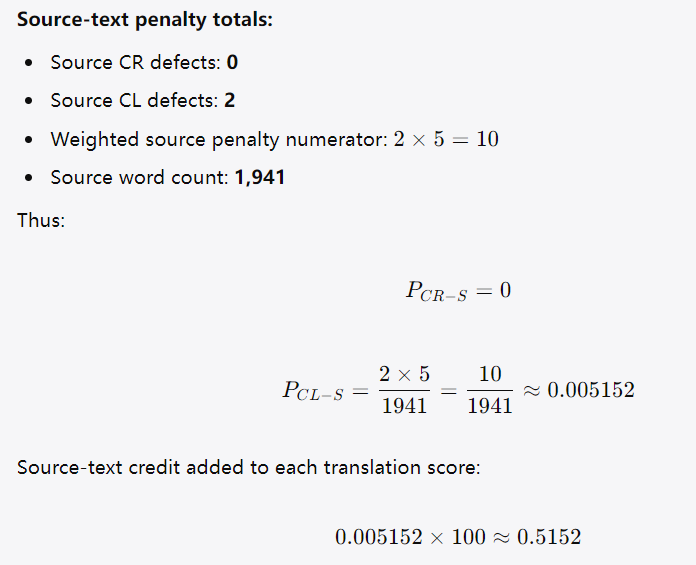 Source-text penalty totals:
• Source CR defects: 0
• Source CL defects: 2
• Weighted source penalty numerator: 2 × 5 = 10
• Source word count: 1,941
Thus:
P_{CR−S} = 0
P_{CL−S} = \frac{2 × 5}{1941} = \frac{10}{1941} ≈ 0.005152
Source-text credit added to each translation score:
0.005152 × 100 ≈ 0.5152